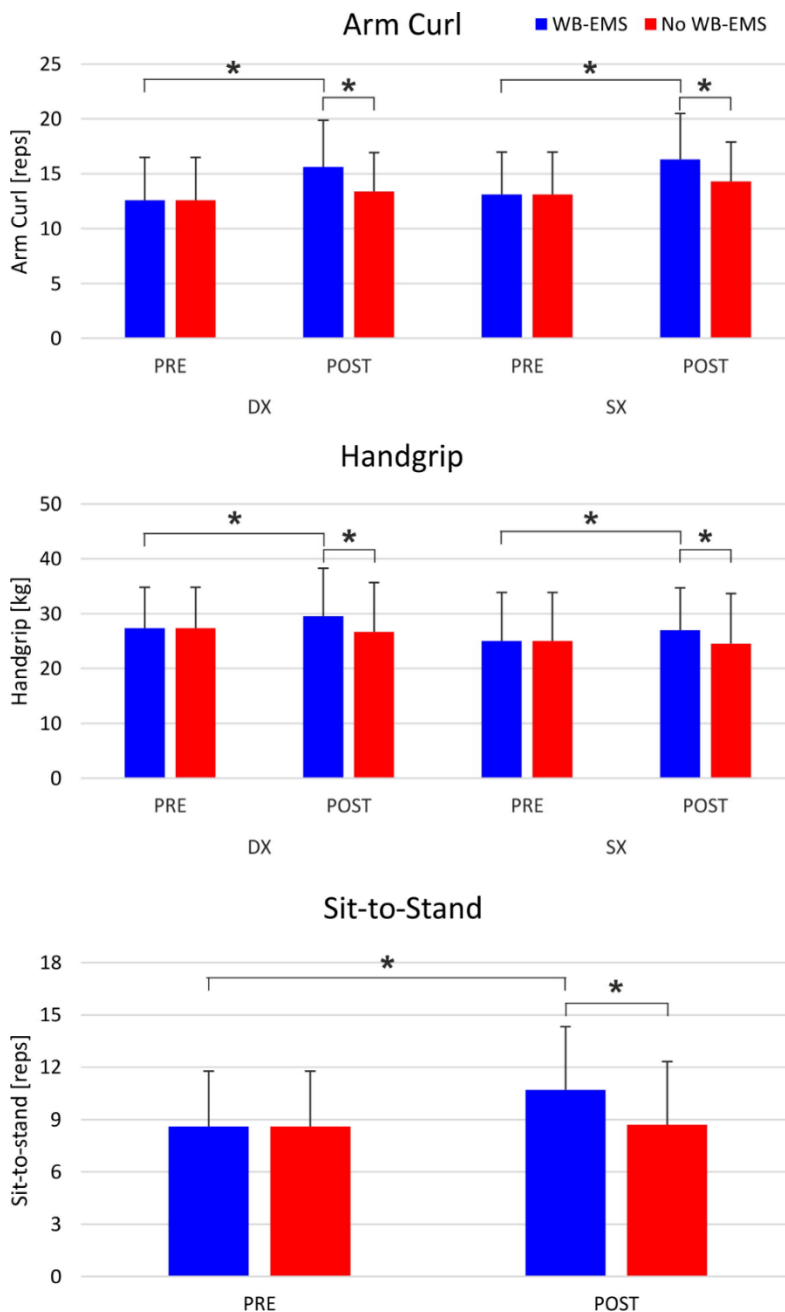 Arm Curl
WB-EMS No WB-EMS
Arm Curl [reps]
25
20
15
10
5
0
* * * *
PRE POST PRE POST
DX SX
Handgrip
Handgrip [kg]
50
40
30
20
10
0
* * * *
PRE POST PRE POST
DX SX
Sit-to-Stand
Sit-to-stand [reps]
18
15
12
9
6
3
0
* *
PRE POST